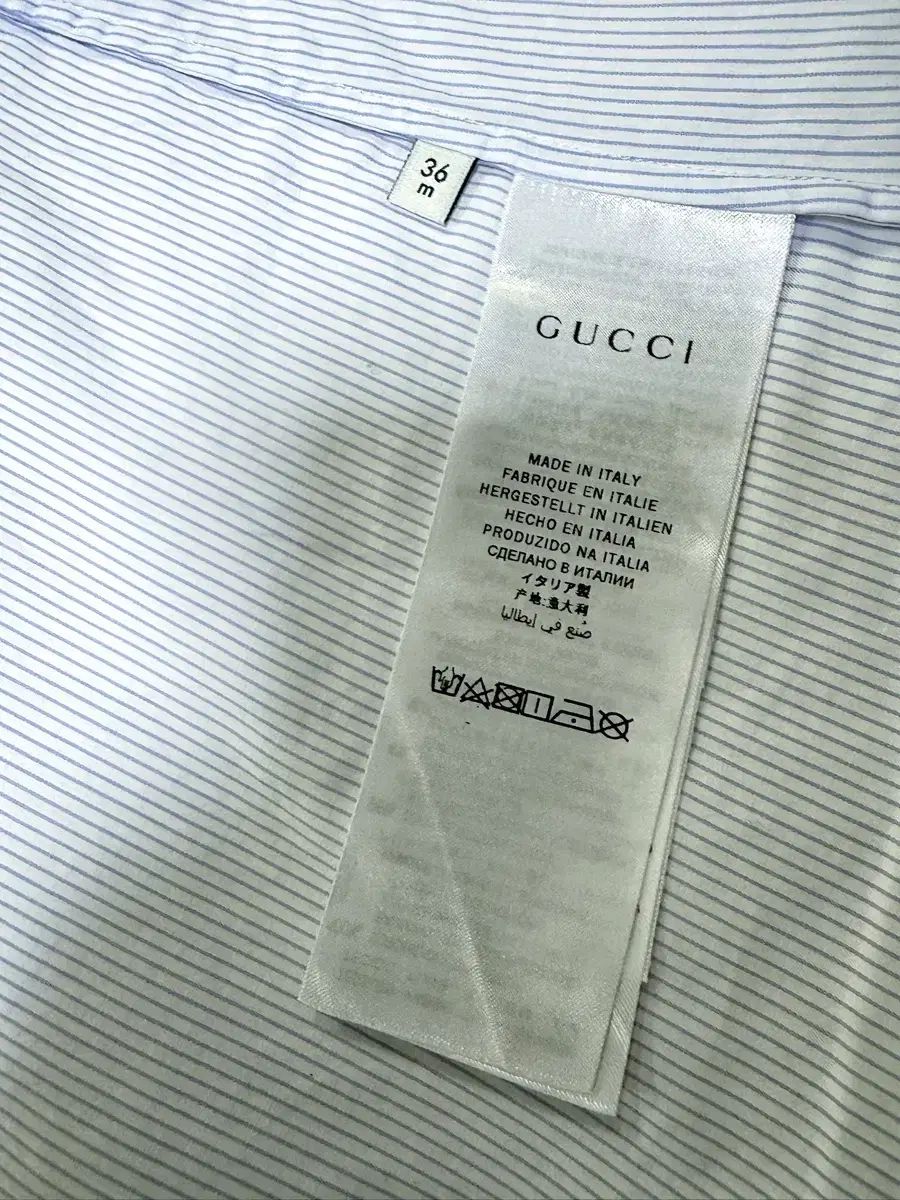 36
m
GUCCI
MADE IN ITALY
FABRIQUE EN ITALIE
HERGESTELLT IN ITALIEN
HECHO EN ITALIA
PRODUZIDO NA ITALIA
СДЕЛАНО В ИТАЛИИ
イタリア製
产地:意大利
صنع في إيطاليا